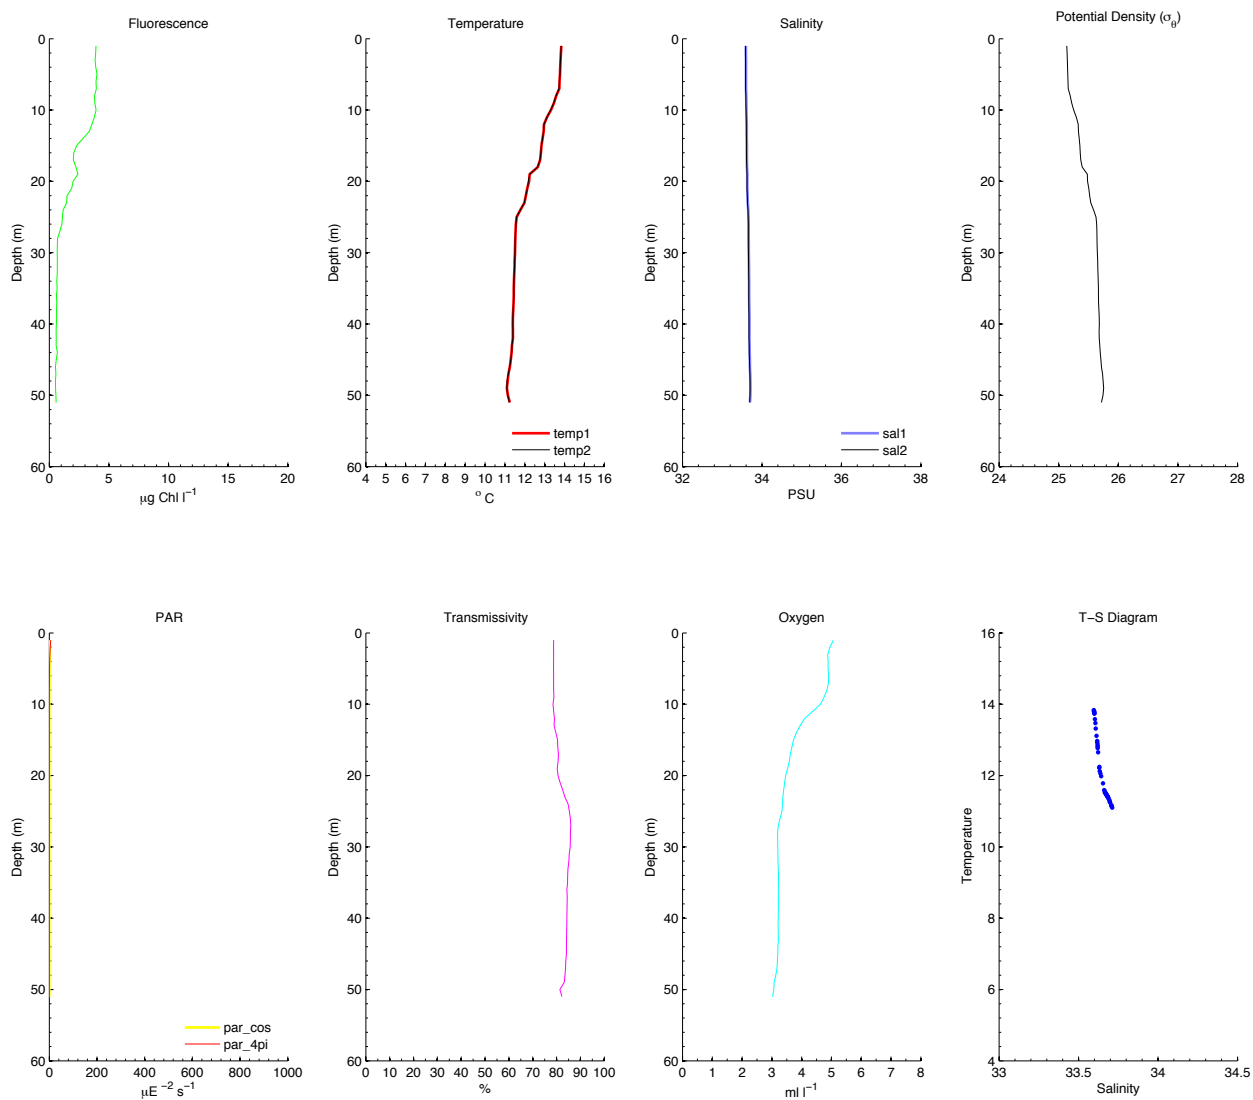 Fluorescence
0
10
20
30
40
50
60
Depth (m)
0 5 10 15 20
μg Chl l⁻¹
Temperature
0
10
20
30
40
50
60
Depth (m)
temp1
temp2
4 5 6 7 8 9 10 11 12 13 14 15 16
° C
Salinity
0
10
20
30
40
50
60
Depth (m)
sal1
sal2
32 34 36 38
PSU
Potential Density (σθ)
0
10
20
30
40
50
60
Depth (m)
24 25 26 27 28
PAR
0
10
20
30
40
50
60
Depth (m)
par_cos
par_4pi
0 200 400 600 800 1000
μE ⁻² s⁻¹
Transmissivity
0
10
20
30
40
50
60
Depth (m)
0 10 20 30 40 50 60 70 80 90 100
%
Oxygen
0
10
20
30
40
50
60
Depth (m)
0 1 2 3 4 5 6 7 8
ml l⁻¹
T−S Diagram
16
14
12
10
8
6
4
Temperature
33 33.5 34 34.5
Salinity